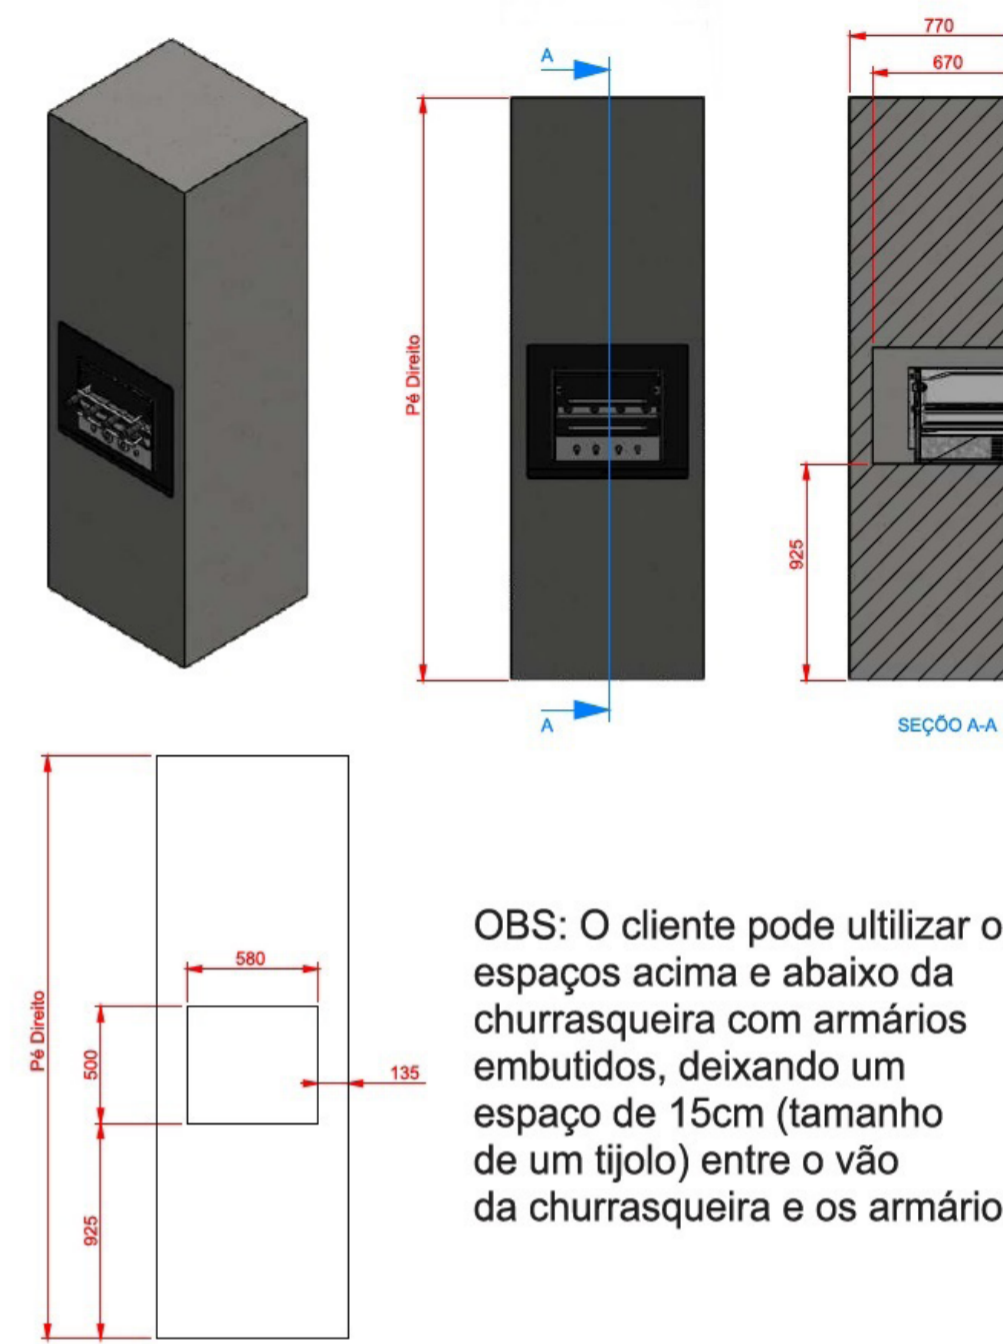 770
A
670
Pé Direito
925
A
SEÇÕO A-A
580
Pé Direito
500
135
925
OBS: O cliente pode ultilizar o
espaços acima e abaixo da
churrasqueira com armários
embutidos, deixando um
espaço de 15cm (tamanho
de um tijolo) entre o vão
da churrasqueira e os armário